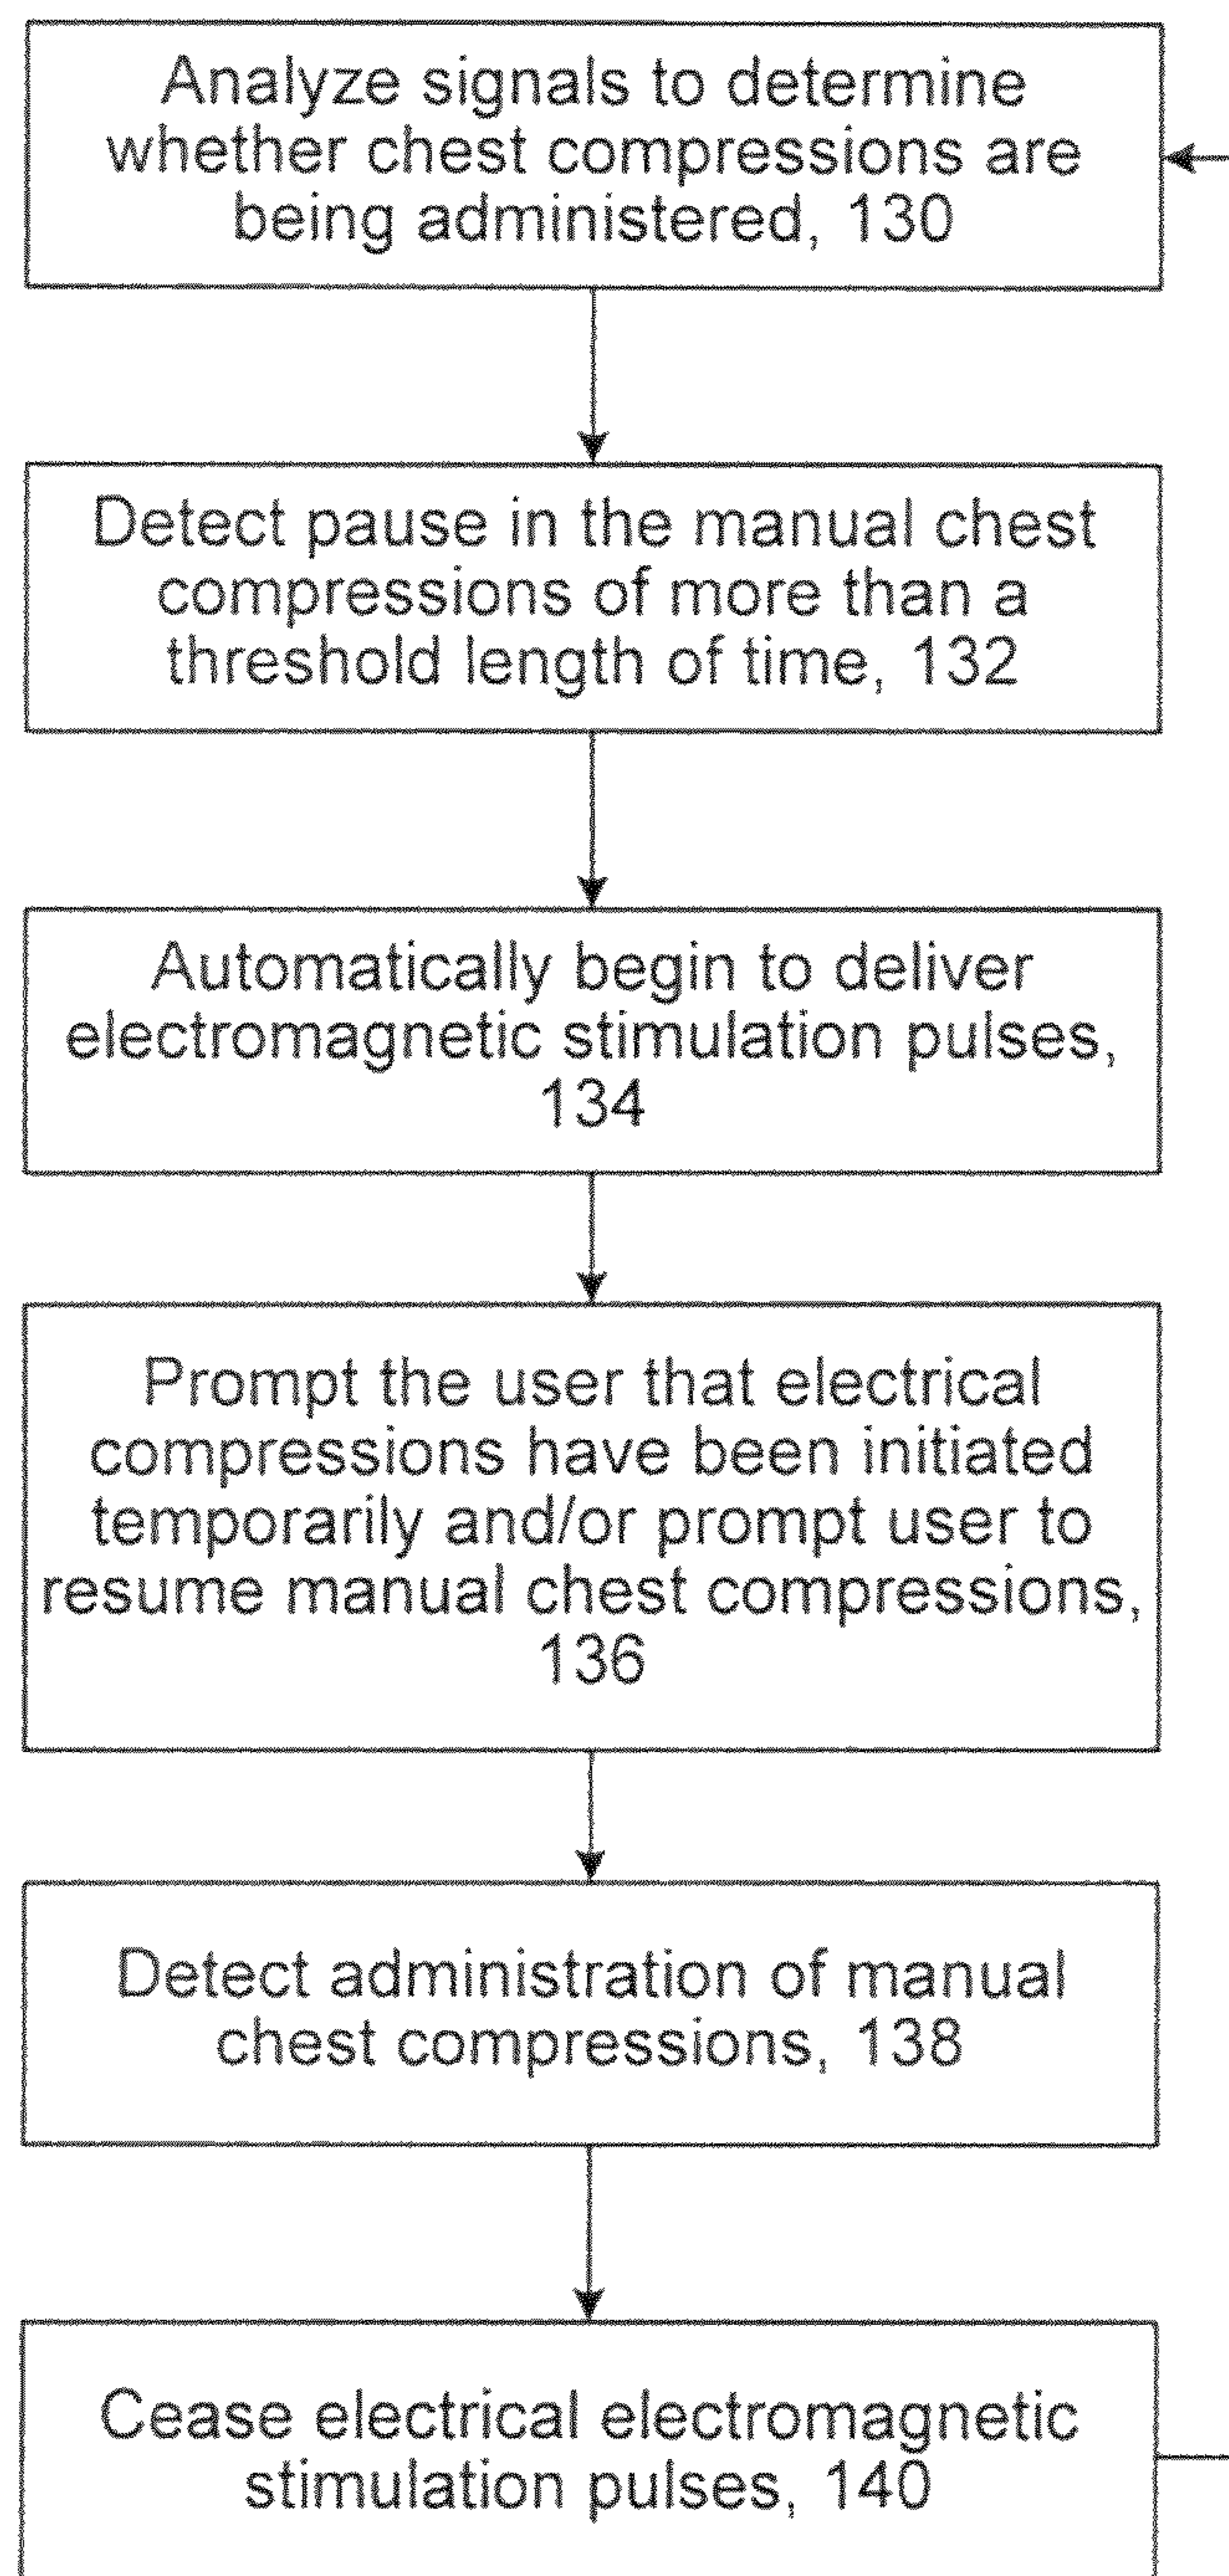 Analyze signals to determine
whether chest compressions are
being administered, 130
Detect pause in the manual chest
compressions of more than a
threshold length of time, 132
Automatically begin to deliver
electromagnetic stimulation pulses,
134
Prompt the user that electrical
compressions have been initiated
temporarily and/or prompt user to
resume manual chest compressions,
136
Detect administration of manual
chest compressions, 138
Cease electrical electromagnetic
stimulation pulses, 140